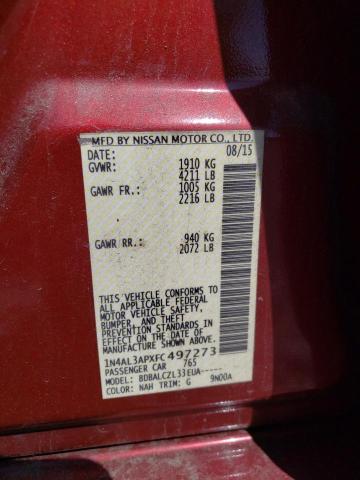 MFD BY NISSAN MOTOR CO., LTD.
DATE: 08/15
GVWR: 1910 KG
4211 LB
GAWR FR: 1005 KG
2216 LB
GAWR RR: 940 KG
2072 LB
THIS VEHICLE CONFORMS TO
ALL APPLICABLE FEDERAL
MOTOR VEHICLE SAFETY,
BUMPER, AND THEFT
PREVENTION STANDARDS IN
EFFECT ON THE DATE OF
MANUFACTURE SHOWN ABOVE.
1N4AL3APXFC497273
PASSENGER CAR 765
MODEL: BDBALCZL33EUA-----
COLOR: NAH TRIM: G 9N00A